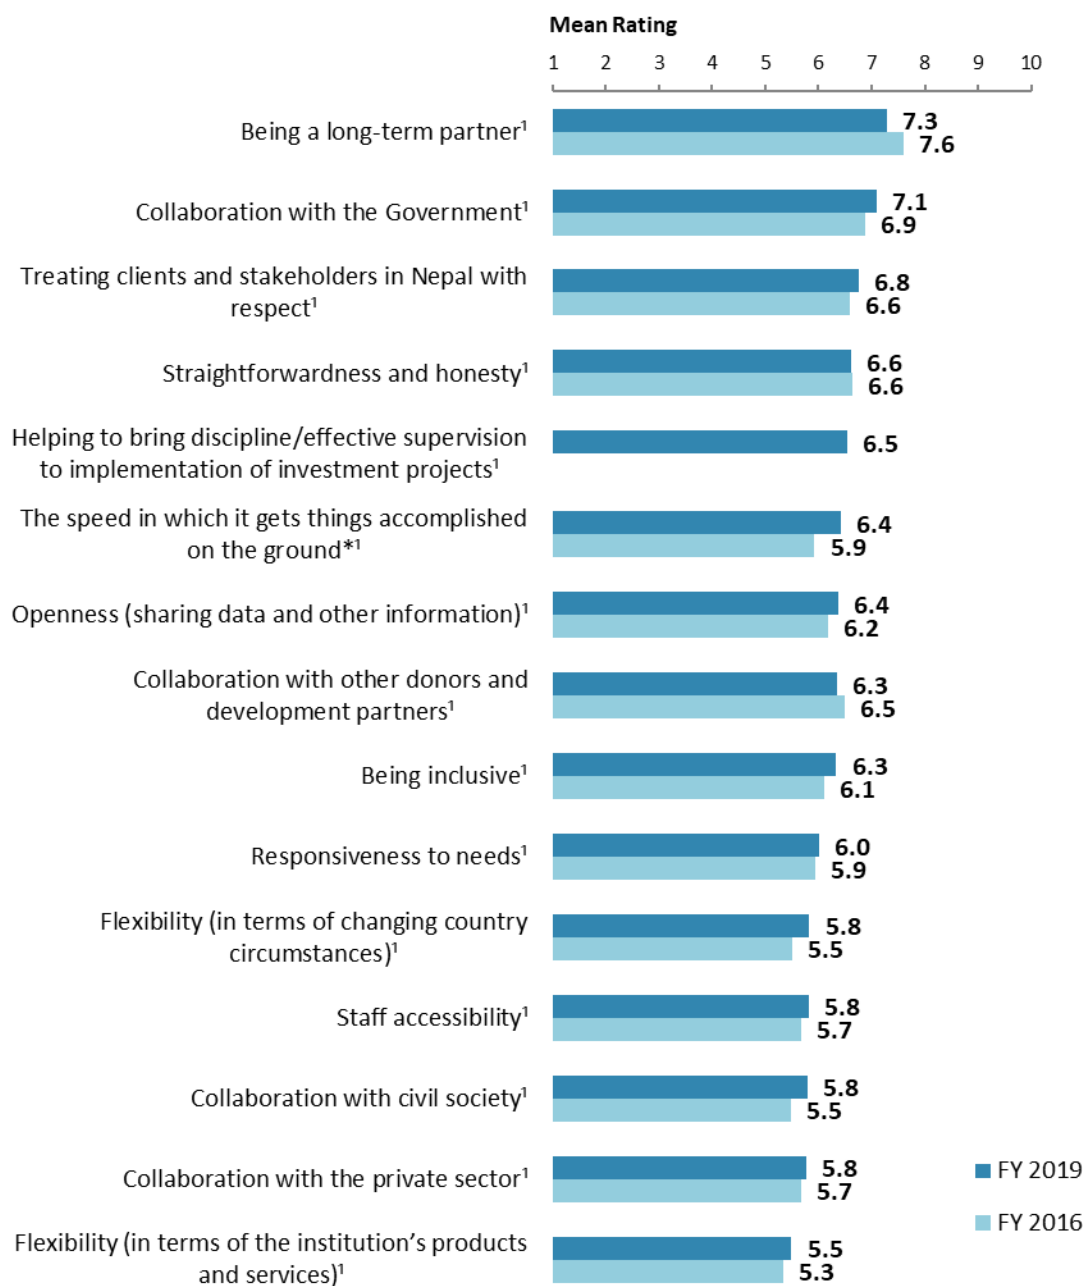 Mean Rating
1 2 3 4 5 6 7 8 9 10
Being a long-term partner¹
7.3
7.6
Collaboration with the Government¹
7.1
6.9
Treating clients and stakeholders in Nepal with
respect¹
6.8
6.6
Straightforwardness and honesty¹
6.6
6.6
Helping to bring discipline/effective supervision
to implementation of investment projects¹
6.5
The speed in which it gets things accomplished
on the ground*¹
6.4
5.9
Openness (sharing data and other information)¹
6.4
6.2
Collaboration with other donors and
development partners¹
6.3
6.5
Being inclusive¹
6.3
6.1
Responsiveness to needs¹
6.0
5.9
Flexibility (in terms of changing country
circumstances)¹
5.8
5.5
Staff accessibility¹
5.8
5.7
Collaboration with civil society¹
5.8
5.5
Collaboration with the private sector¹
5.8
5.7
FY 2019
FY 2016
Flexibility (in terms of the institution’s products
and services)¹
5.5
5.3